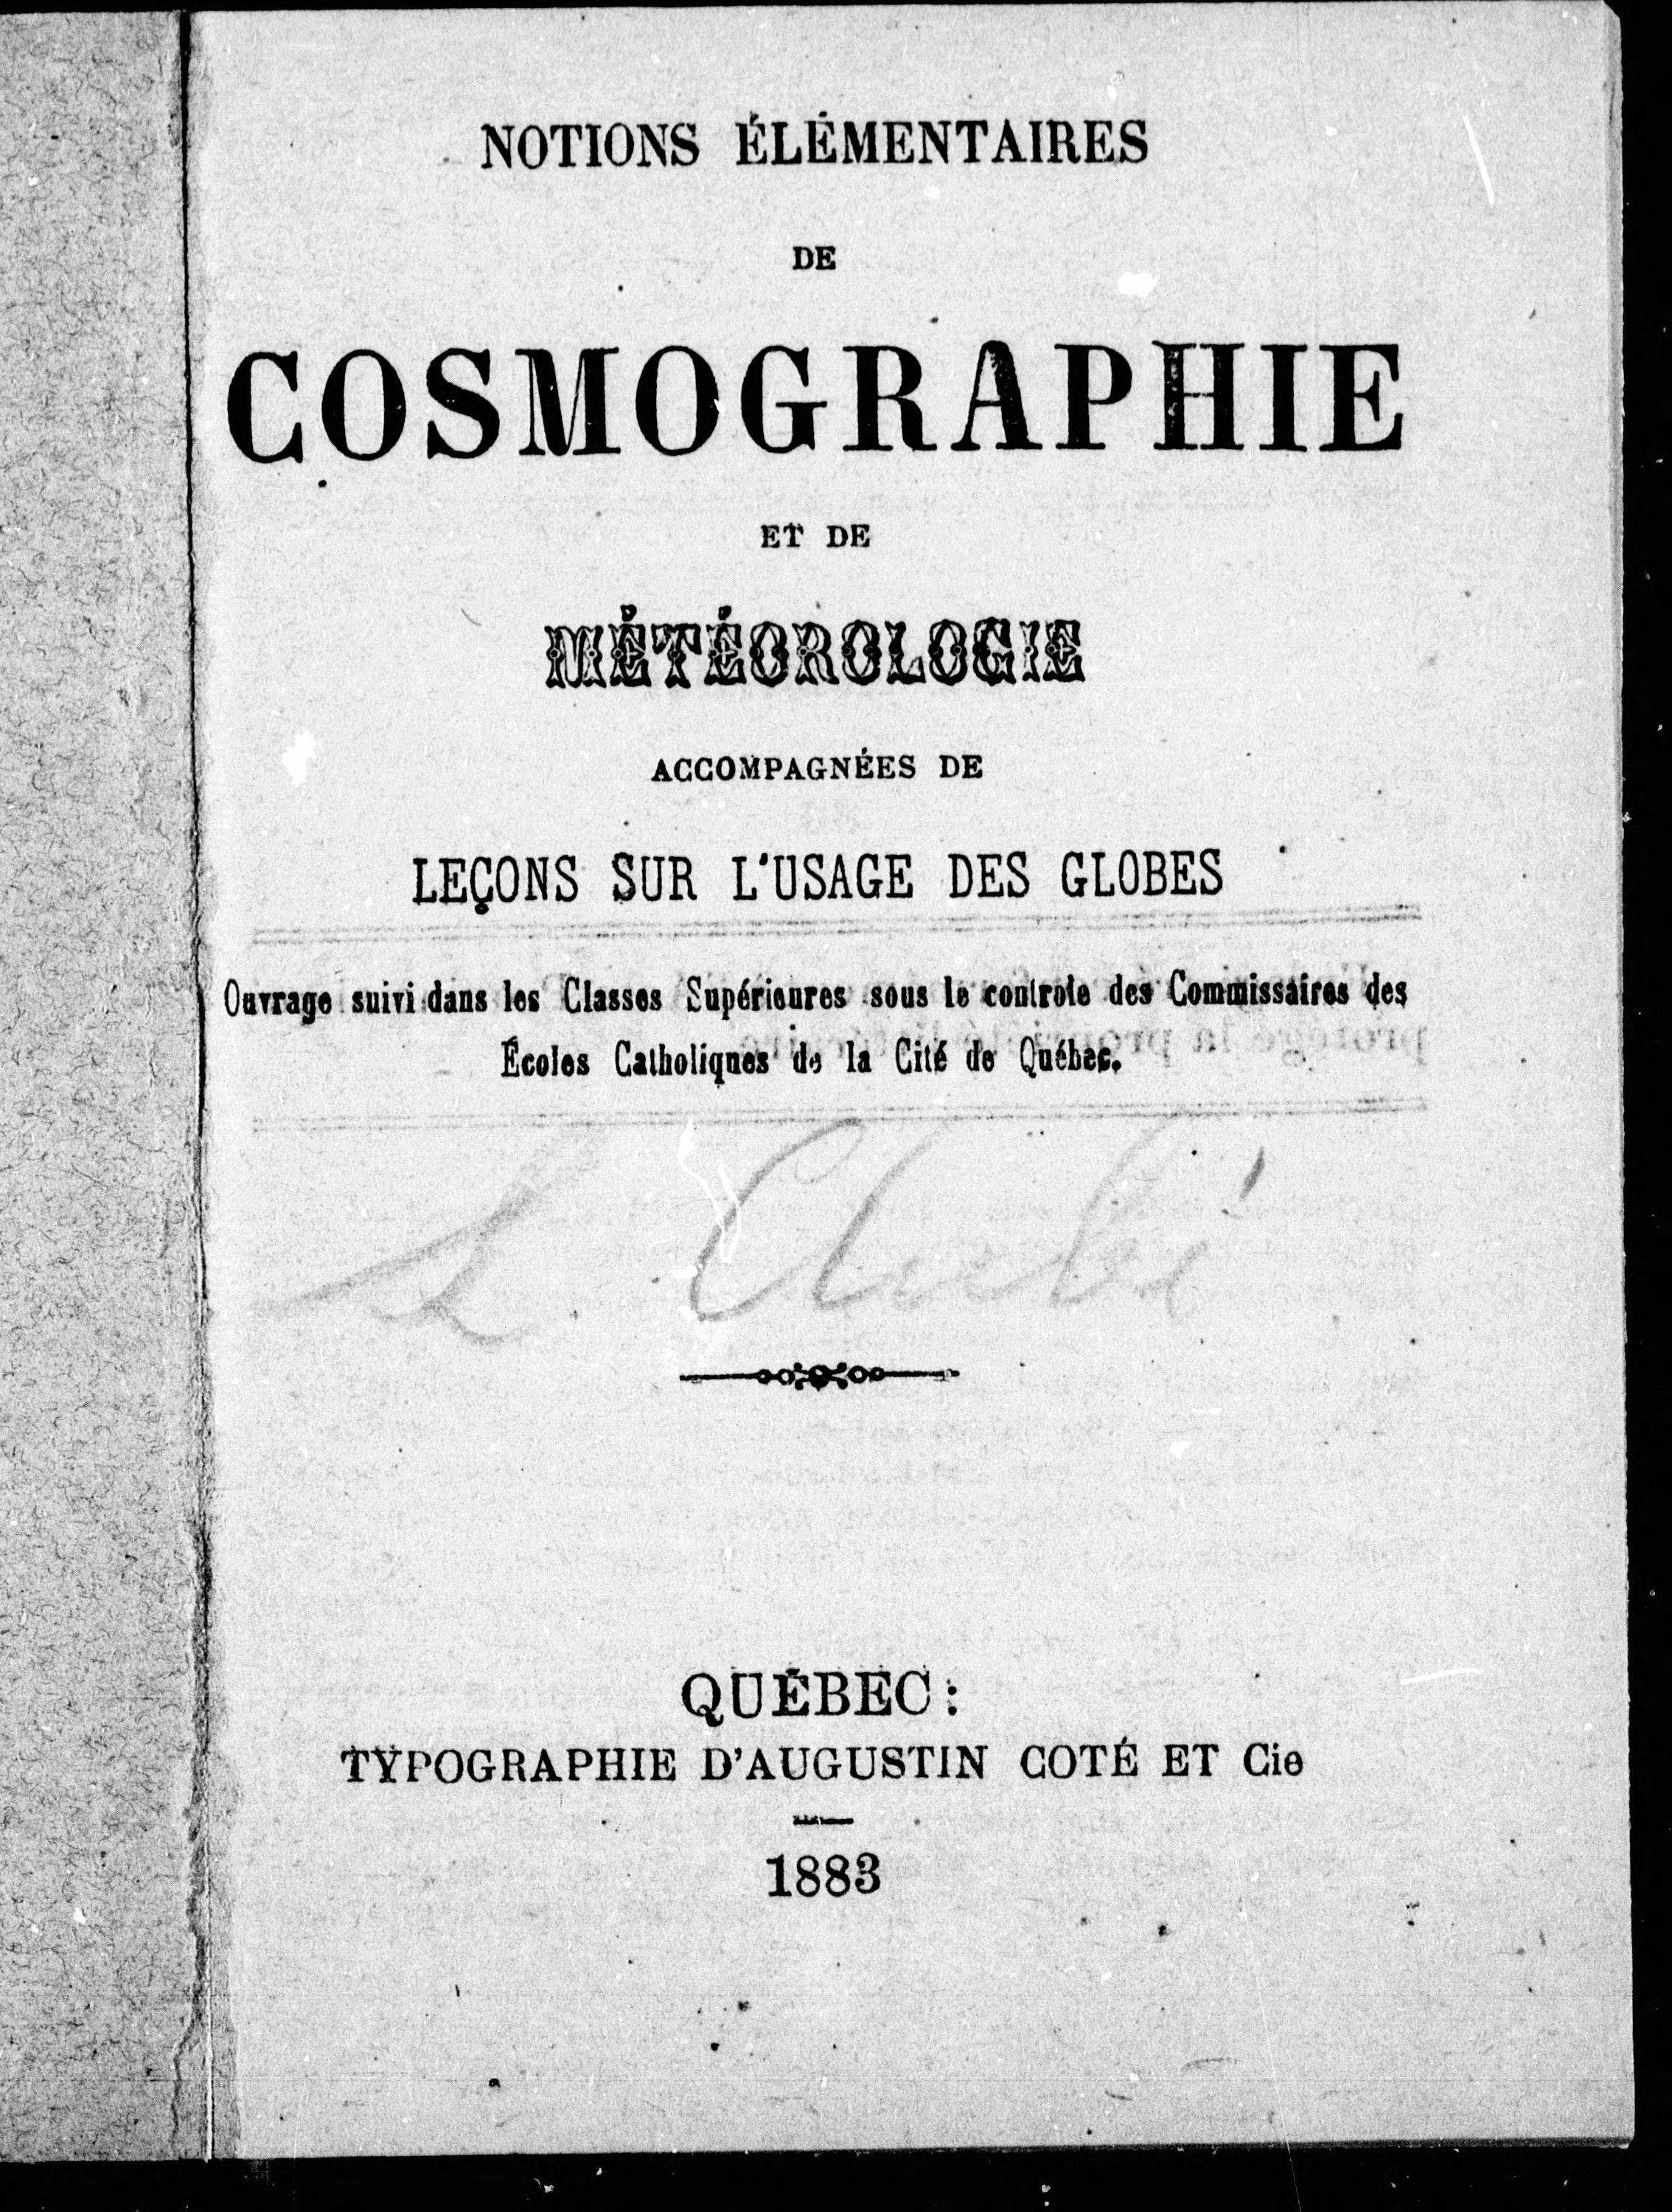 NOTIONS ÉLÉMENTAIRES
DE
COSMOGRAPHIE
ET DE
MÉTÉOROLOGIE
ACCOMPAGNÉES DE
LEÇONS SUR L'USAGE DES GLOBES
Ouvrage suivi dans les Classes Supérieures sous le controle des Commissaires des
Écoles Catholiques de la Cité de Québec.
QUÉBEC:
TYPOGRAPHIE D'AUGUSTIN COTÉ ET Cie
1883